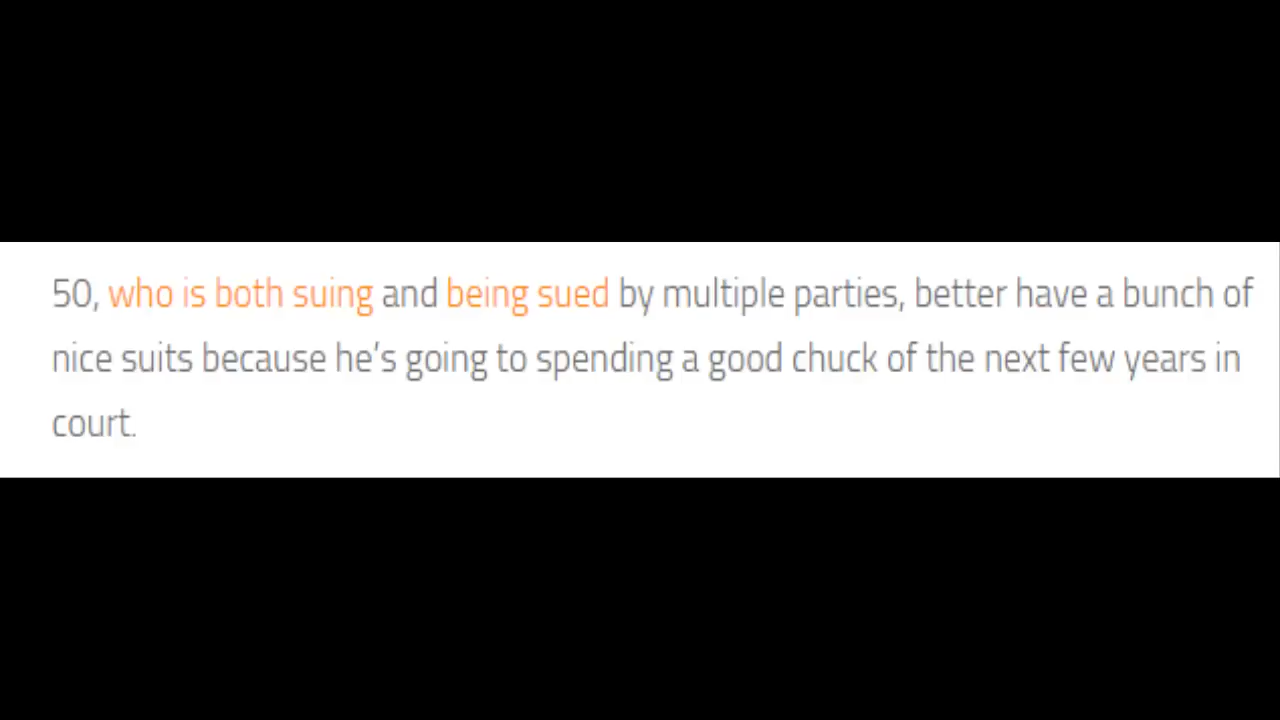 50, who is both suing and being sued by multiple parties, better have a bunch of
nice suits because he's going to spending a good chuck of the next few years in
court.